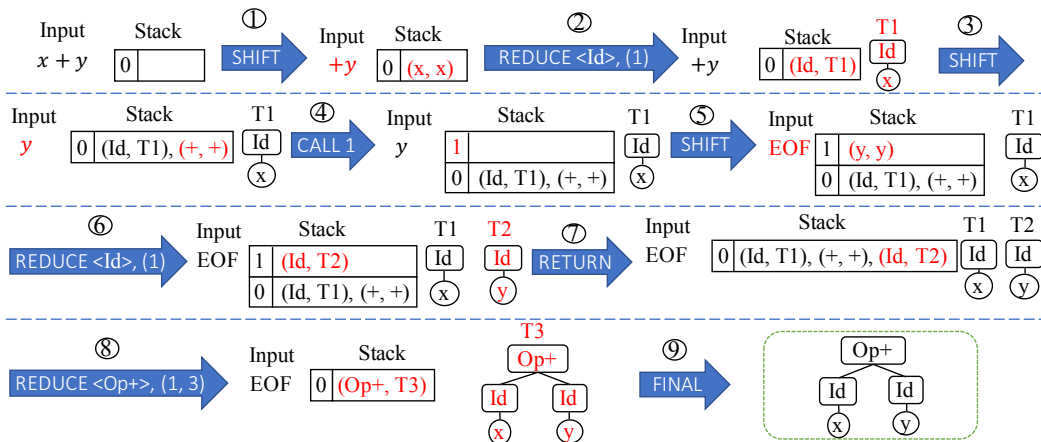 ① ② T1 ③
Input Stack Input Stack Input Stack Id
x + y 0 SHIFT +y 0 (x, x) REDUCE <Id>, (1) +y 0 (Id, T1) x SHIFT
Input Stack T1 ④ Input Stack T1 ⑤ Input Stack T1
y 0 (Id, T1), (+, +) Id CALL 1 y 1 Id SHIFT EOF 1 (y, y) Id
x 0 (Id, T1), (+, +) x 0 (Id, T1), (+, +) x
⑥ Input Stack T1 T2 ⑦ Input Stack T1 T2
REDUCE <Id>, (1) EOF 1 (Id, T2) Id Id RETURN EOF 0 (Id, T1), (+, +), (Id, T2) Id Id
0 (Id, T1), (+, +) x y x y
⑧ Input Stack T3 ⑨ Op+
REDUCE <Op+>, (1, 3) EOF 0 (Op+, T3) Op+ FINAL Id Id
Id Id x y
x y